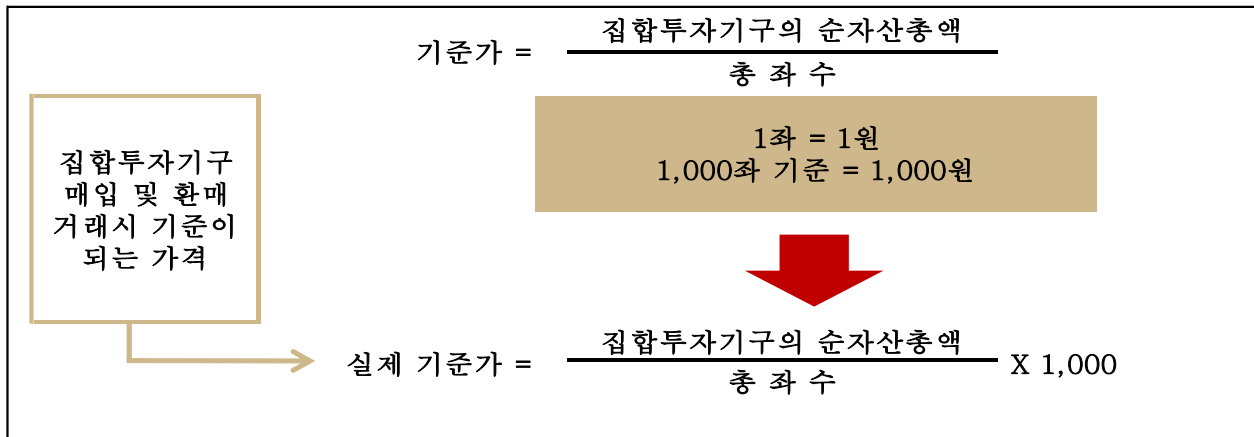 기준가 =
집합투자기구의 순자산총액
총 좌 수
1좌 = 1원
1,000좌 기준 = 1,000원
집합투자기구
매입 및 환매
거래시 기준이
되는 가격
실제 기준가 =
집합투자기구의 순자산총액
총 좌 수
X 1,000